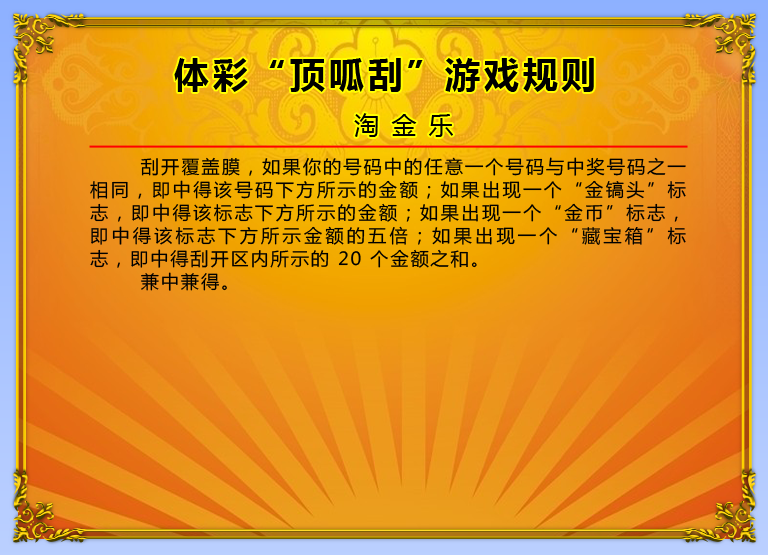 体彩“顶呱刮”游戏规则
淘金乐
刮开覆盖膜，如果你的号码中的任意一个号码与中奖号码之一
相同，即中得该号码下方所示的金额；如果出现一个“金镐头”标
志，即中得该标志下方所示的金额；如果出现一个“金币”标志，
即中得该标志下方所示金额的五倍；如果出现一个“藏宝箱”标
志，即中得刮开区内所示的 20 个金额之和。
兼中兼得。